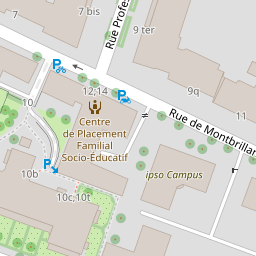 7 bis
Rue Profe
9 ter
12;14
9q
10
11
Rue de Montbrillan
Centre
de Placement
Familial
Socio-Éducatif
ipso Campus
10b
10c;10t